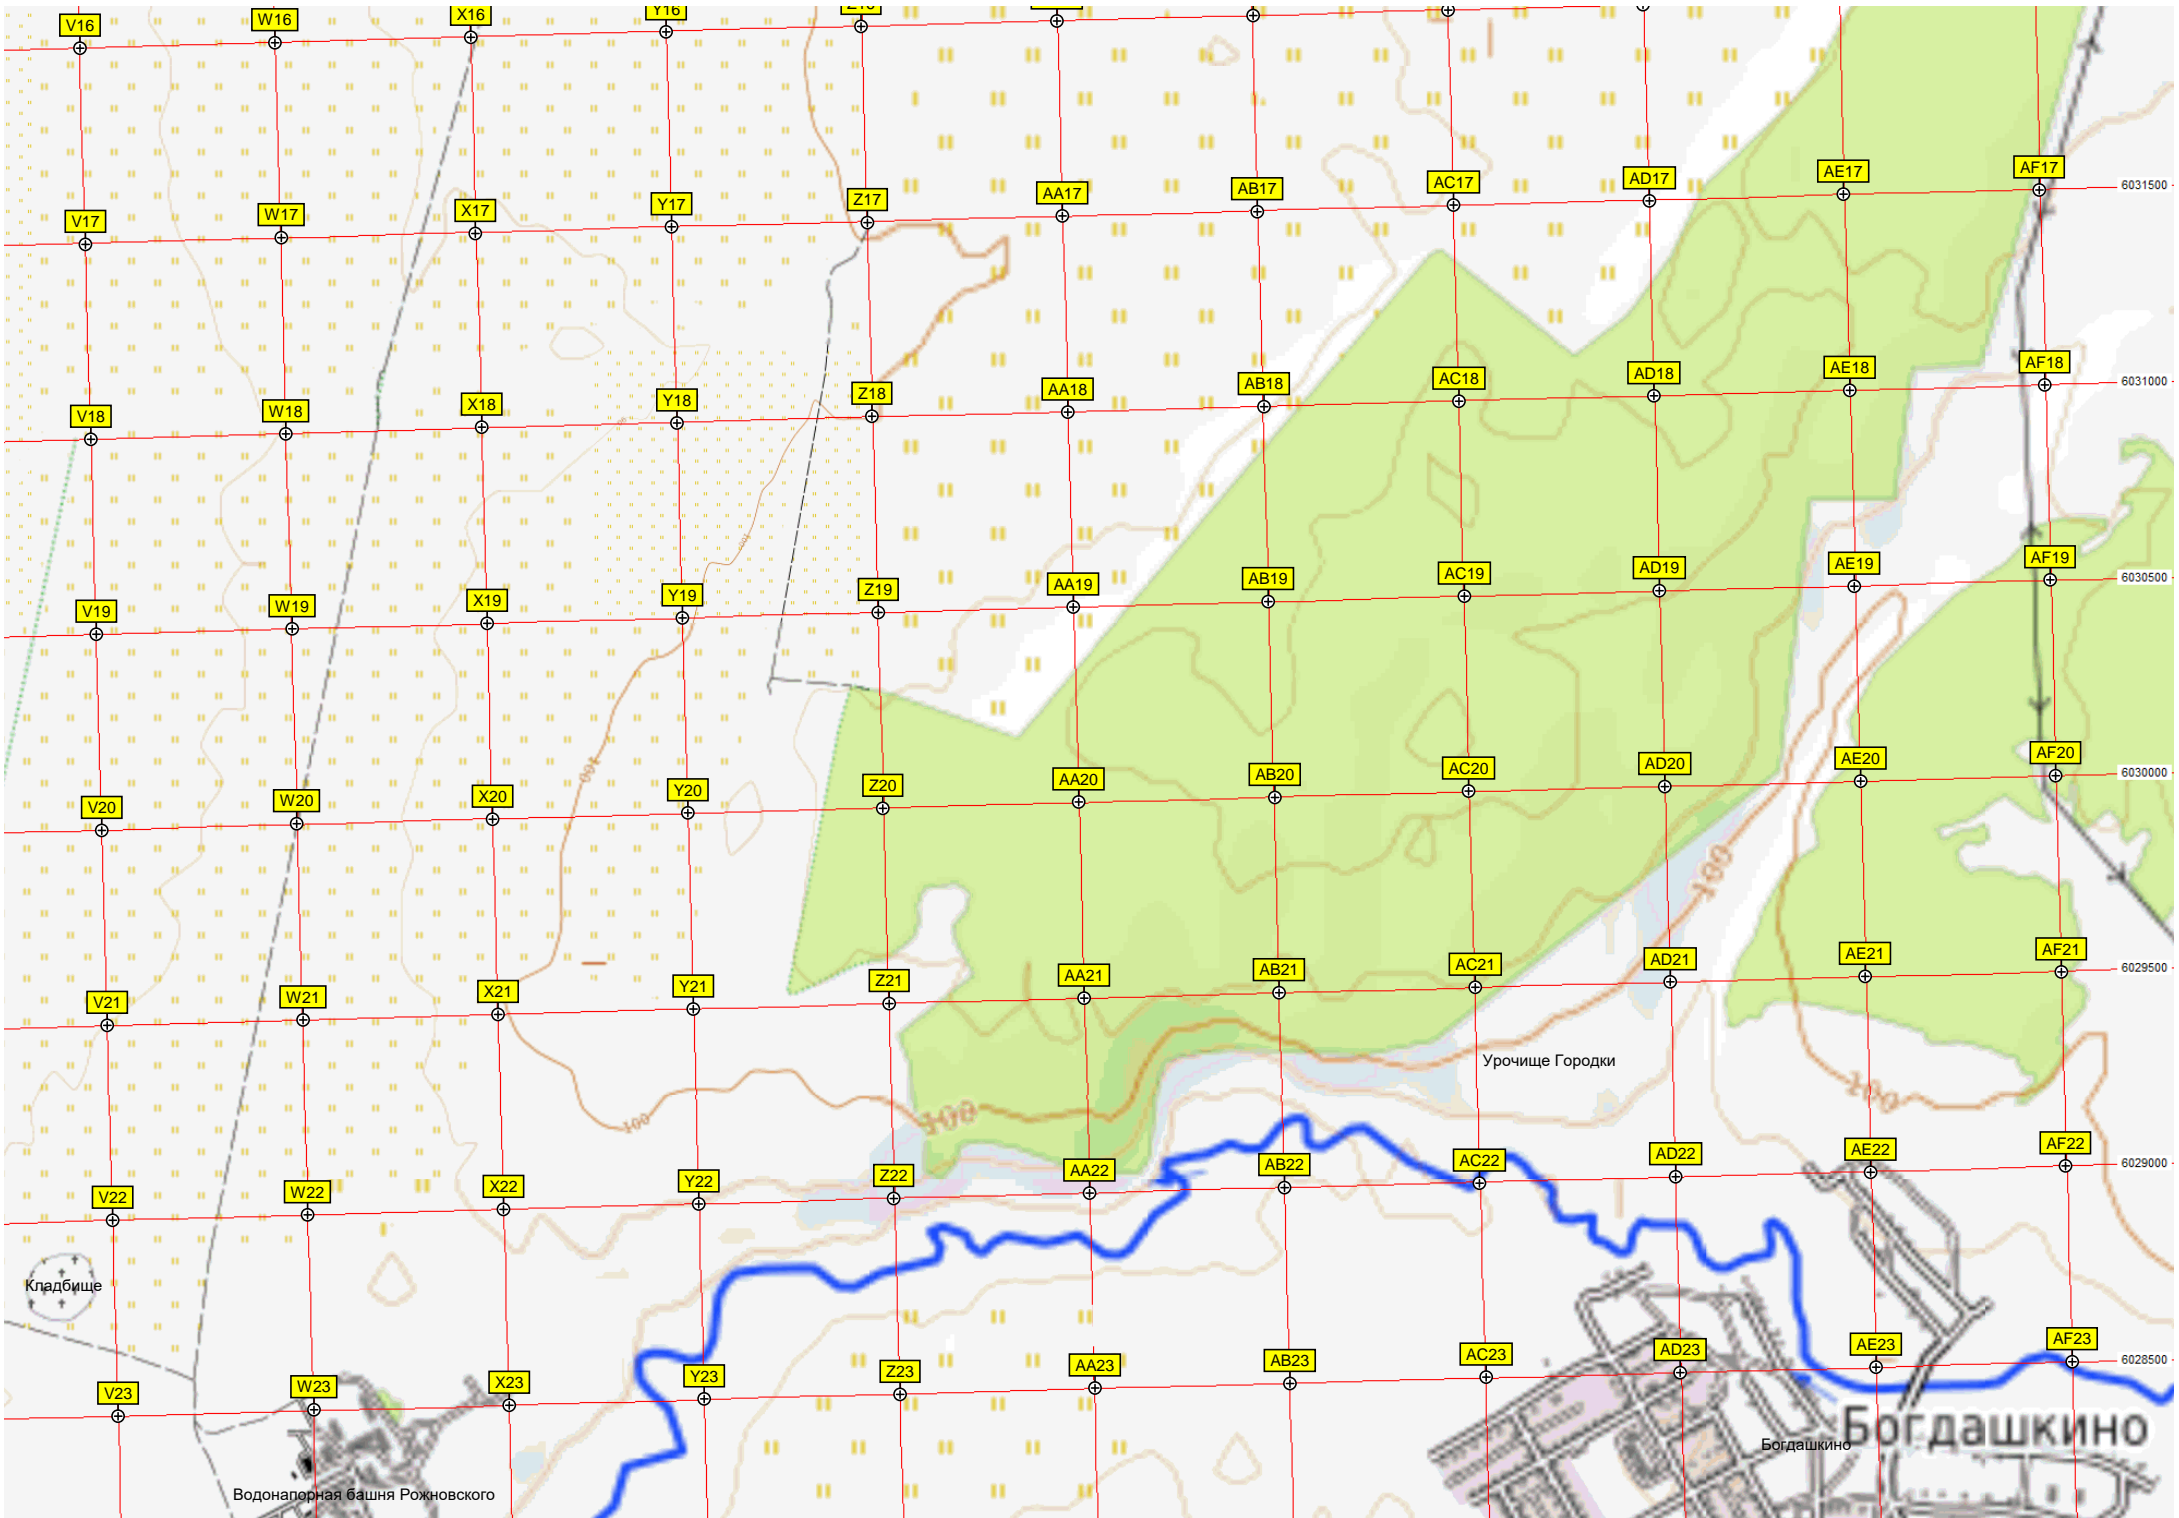 V16 W16 X16 Y16
V17 W17 X17 Y17 Z17 AA17 AB17 AC17 AD17 AE17 AF17 6031500
V18 W18 X18 Y18 Z18 AA18 AB18 AC18 AD18 AE18 AF18 6031000
100
V19 W19 X19 Y19 Z19 AA19 AB19 AC19 AD19 AE19 AF19 6030500
100
V20 W20 X20 Y20 Z20 AA20 AB20 AC20 AD20 AE20 AF20 6030000
100
V21 W21 X21 Y21 Z21 AA21 AB21 AC21 AD21 AE21 AF21 6029500
Урочище Городки
100 100 100
V22 W22 X22 Y22 Z22 AA22 AB22 AC22 AD22 AE22 AF22 6029000
Кладбище
V23 W23 X23 Y23 Z23 AA23 AB23 AC23 AD23 AE23 AF23 6028500
Богдашкино
Богдашкино
Водонапорная башня Рожновского